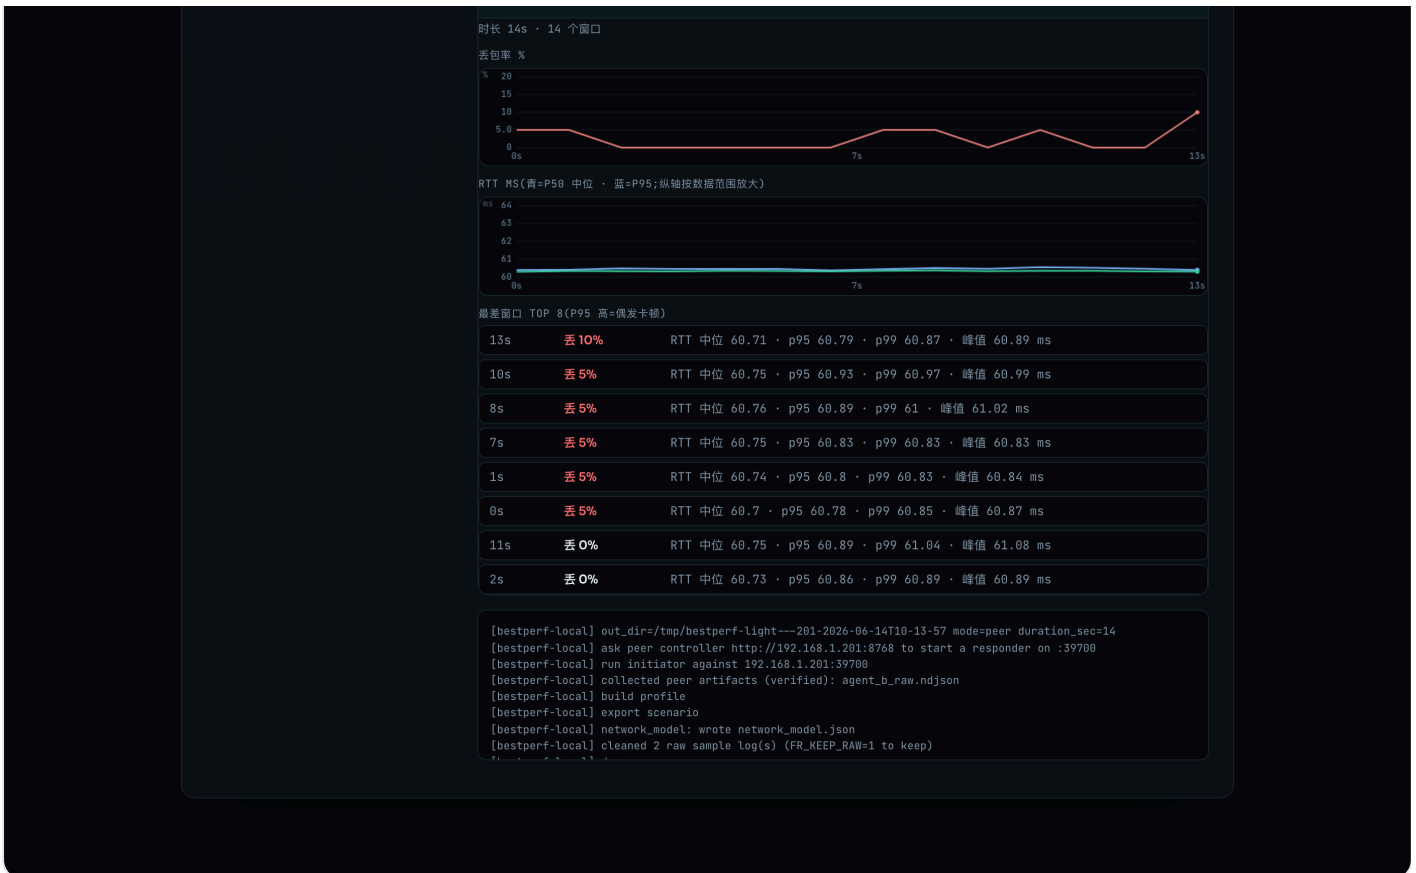 时长 14s · 14 个窗口
丢包率 %
%
20
15
10
5.0
0
0s 7s 13s
RTT MS(青=P50 中位 · 蓝=P95;纵轴按数据范围放大)
ms
64
63
62
61
60
0s 7s 13s
最差窗口 TOP 8(P95 高=偶发卡顿)
13s 丢 10% RTT 中位 60.71 · p95 60.79 · p99 60.87 · 峰值 60.89 ms
10s 丢 5% RTT 中位 60.75 · p95 60.93 · p99 60.97 · 峰值 60.99 ms
8s 丢 5% RTT 中位 60.76 · p95 60.89 · p99 61 · 峰值 61.02 ms
7s 丢 5% RTT 中位 60.75 · p95 60.83 · p99 60.83 · 峰值 60.83 ms
1s 丢 5% RTT 中位 60.74 · p95 60.8 · p99 60.83 · 峰值 60.84 ms
0s 丢 5% RTT 中位 60.7 · p95 60.78 · p99 60.85 · 峰值 60.87 ms
11s 丢 0% RTT 中位 60.75 · p95 60.89 · p99 61.04 · 峰值 61.08 ms
2s 丢 0% RTT 中位 60.73 · p95 60.86 · p99 60.89 · 峰值 60.89 ms
[bestperf-local] out_dir=/tmp/bestperf-light---201-2026-06-14T10-13-57 mode=peer duration_sec=14
[bestperf-local] ask peer controller http://192.168.1.201:8768 to start a responder on :39700
[bestperf-local] run initiator against 192.168.1.201:39700
[bestperf-local] collected peer artifacts (verified): agent_b_raw.ndjson
[bestperf-local] build profile
[bestperf-local] export scenario
[bestperf-local] network_model: wrote network_model.json
[bestperf-local] cleaned 2 raw sample log(s) (FR_KEEP_RAW=1 to keep)